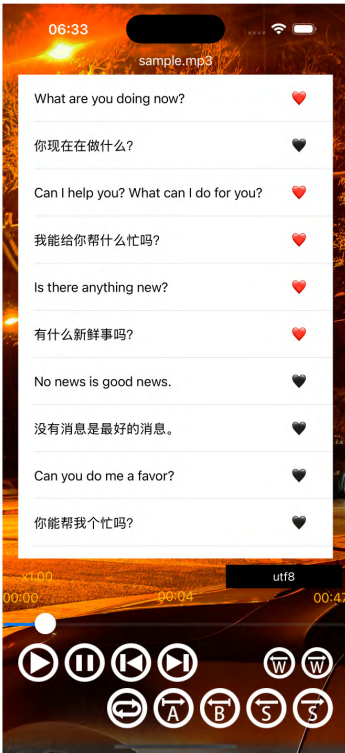 06:33
sample.mp3
What are you doing now?
你现在在做什么?
Can I help you? What can I do for you?
我能给你帮什么忙吗?
Is there anything new?
有什么新鲜事吗?
No news is good news.
没有消息是最好的消息。
Can you do me a favor?
你能帮我个忙吗?
x1.00
utf8
00:00
00:04
00:47
W
W
A
B
S
S